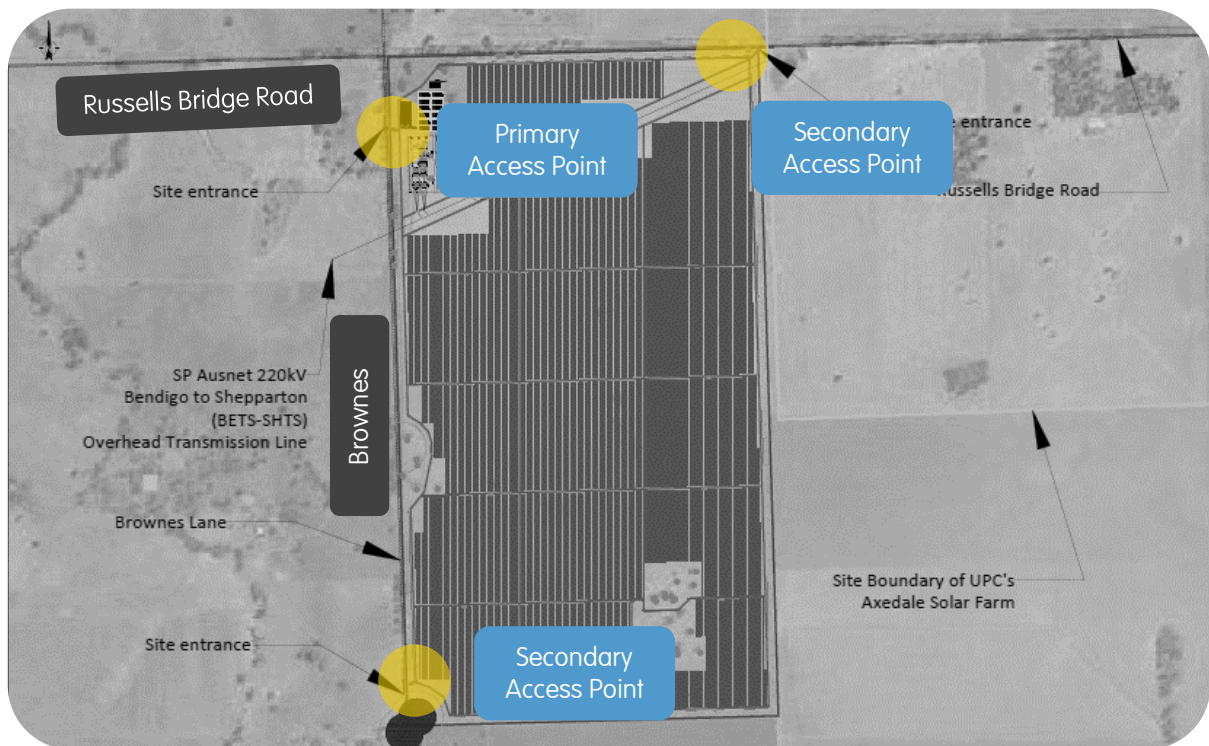 Russells Bridge Road
Primary
Access Point
Secondary
Access Point
entrance
Russells Bridge Road
Site entrance
SP Ausnet 220kV
Bendigo to Shepparton
(BETS-SHTS)
Overhead Transmission Line
Brownes
Brownes Lane
Site Boundary of UPC's
Axedale Solar Farm
Site entrance
Secondary
Access Point